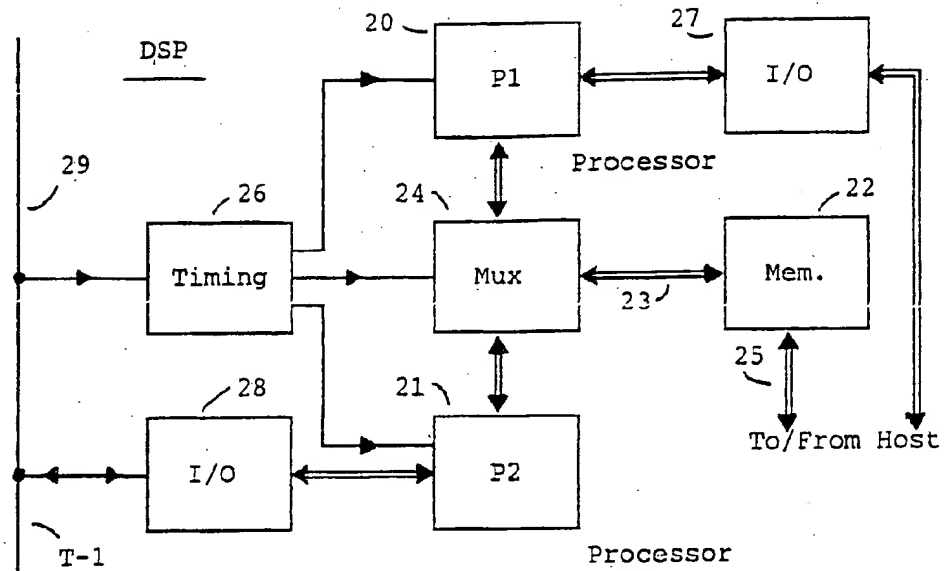 20
27
DSP
P1
I/O
29
Processor
26
24
22
Timing
Mux
Mem.
23
28
21
25
To/From Host
I/O
P2
T-1
Processor